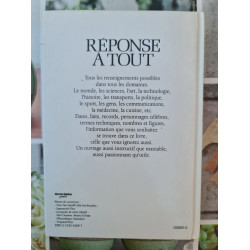 RÉPONSE
A TOUT
Tous les renseignements possibles
dans tous les domaines.
Le monde, les sciences, l'art, la technologie,
l'histoire, les transports, la politique,
le sport, les gens, les communications,
la médecine, la cuisine, etc.
Dates, faits, records, personnages célèbres,
termes techniques, nombres et figures,
l'information que vous souhaitez
se trouve dans ce livre,
celle que vous ignorez aussi.
Un ouvrage aussi instructif que rentable,
aussi passionnant qu'utile.